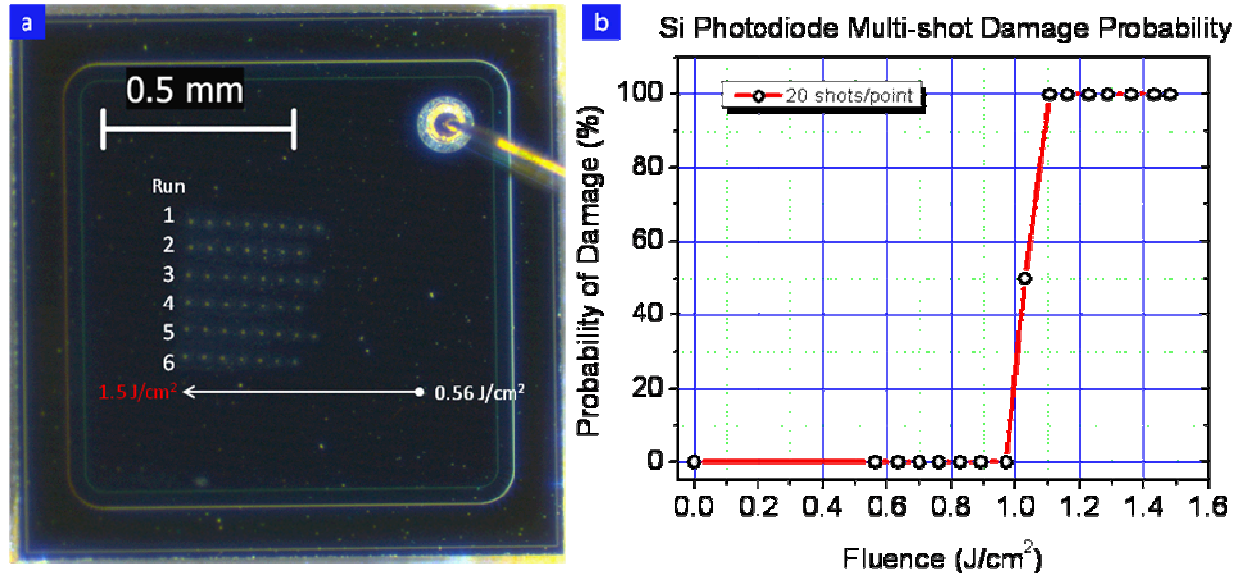 a
0.5 mm
Run
1
2
3
4
5
6
1.5 J/cm²
0.56 J/cm²
b
Si Photodiode Multi-shot Damage Probability
20 shots/point
Probability of Damage (%)
100
80
60
40
20
0
0.0 0.2 0.4 0.6 0.8 1.0 1.2 1.4 1.6
Fluence (J/cm²)